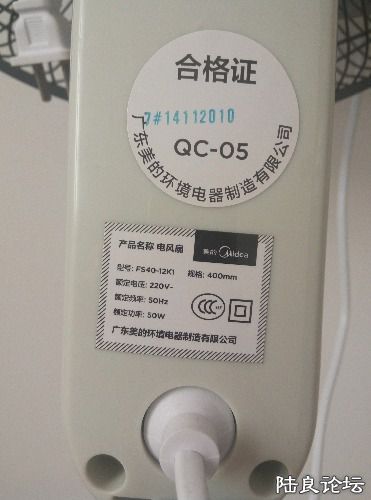 合格证
7#14112010
QC-05
广东美的环境电器制造有限公司
产品名称 电风扇
美的 Midea
型号: FS40-12K1 规格: 400mm
额定电压: 220V~
额定频率: 50Hz
额定功率: 50W
广东美的环境电器制造有限公司
陆良论坛